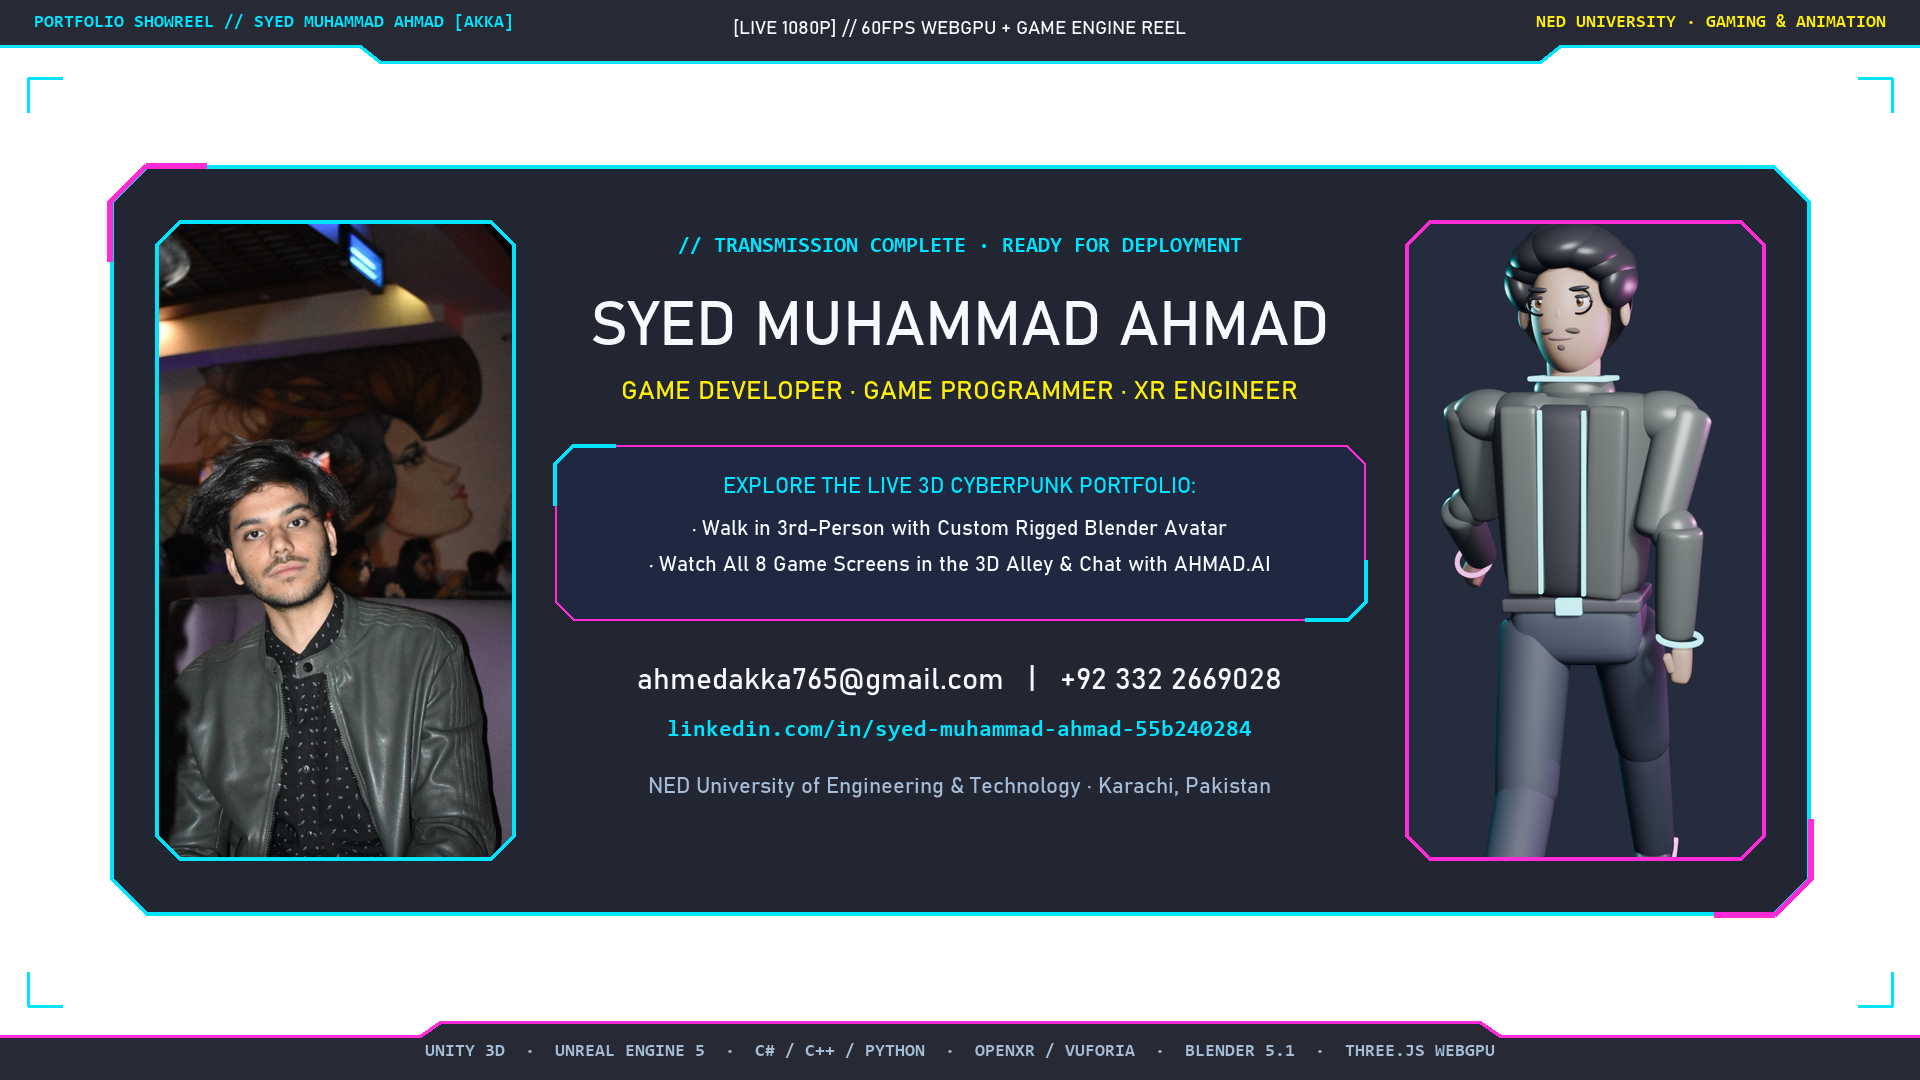 PORTFOLIO SHOWREEL // SYED MUHAMMAD AHMAD [AKKA]
[LIVE 1080P] // 60FPS WEBGPU + GAME ENGINE REEL
NED UNIVERSITY · GAMING & ANIMATION
// TRANSMISSION COMPLETE · READY FOR DEPLOYMENT
SYED MUHAMMAD AHMAD
GAME DEVELOPER · GAME PROGRAMMER · XR ENGINEER
EXPLORE THE LIVE 3D CYBERPUNK PORTFOLIO:
· Walk in 3rd-Person with Custom Rigged Blender Avatar
· Watch All 8 Game Screens in the 3D Alley & Chat with AHMAD.AI
ahmedakka765@gmail.com | +92 332 2669028
linkedin.com/in/syed-muhammad-ahmad-55b240284
NED University of Engineering & Technology · Karachi, Pakistan
UNITY 3D · UNREAL ENGINE 5 · C# / C++ / PYTHON · OPENXR / VUFORIA · BLENDER 5.1 · THREE.JS WEBGPU